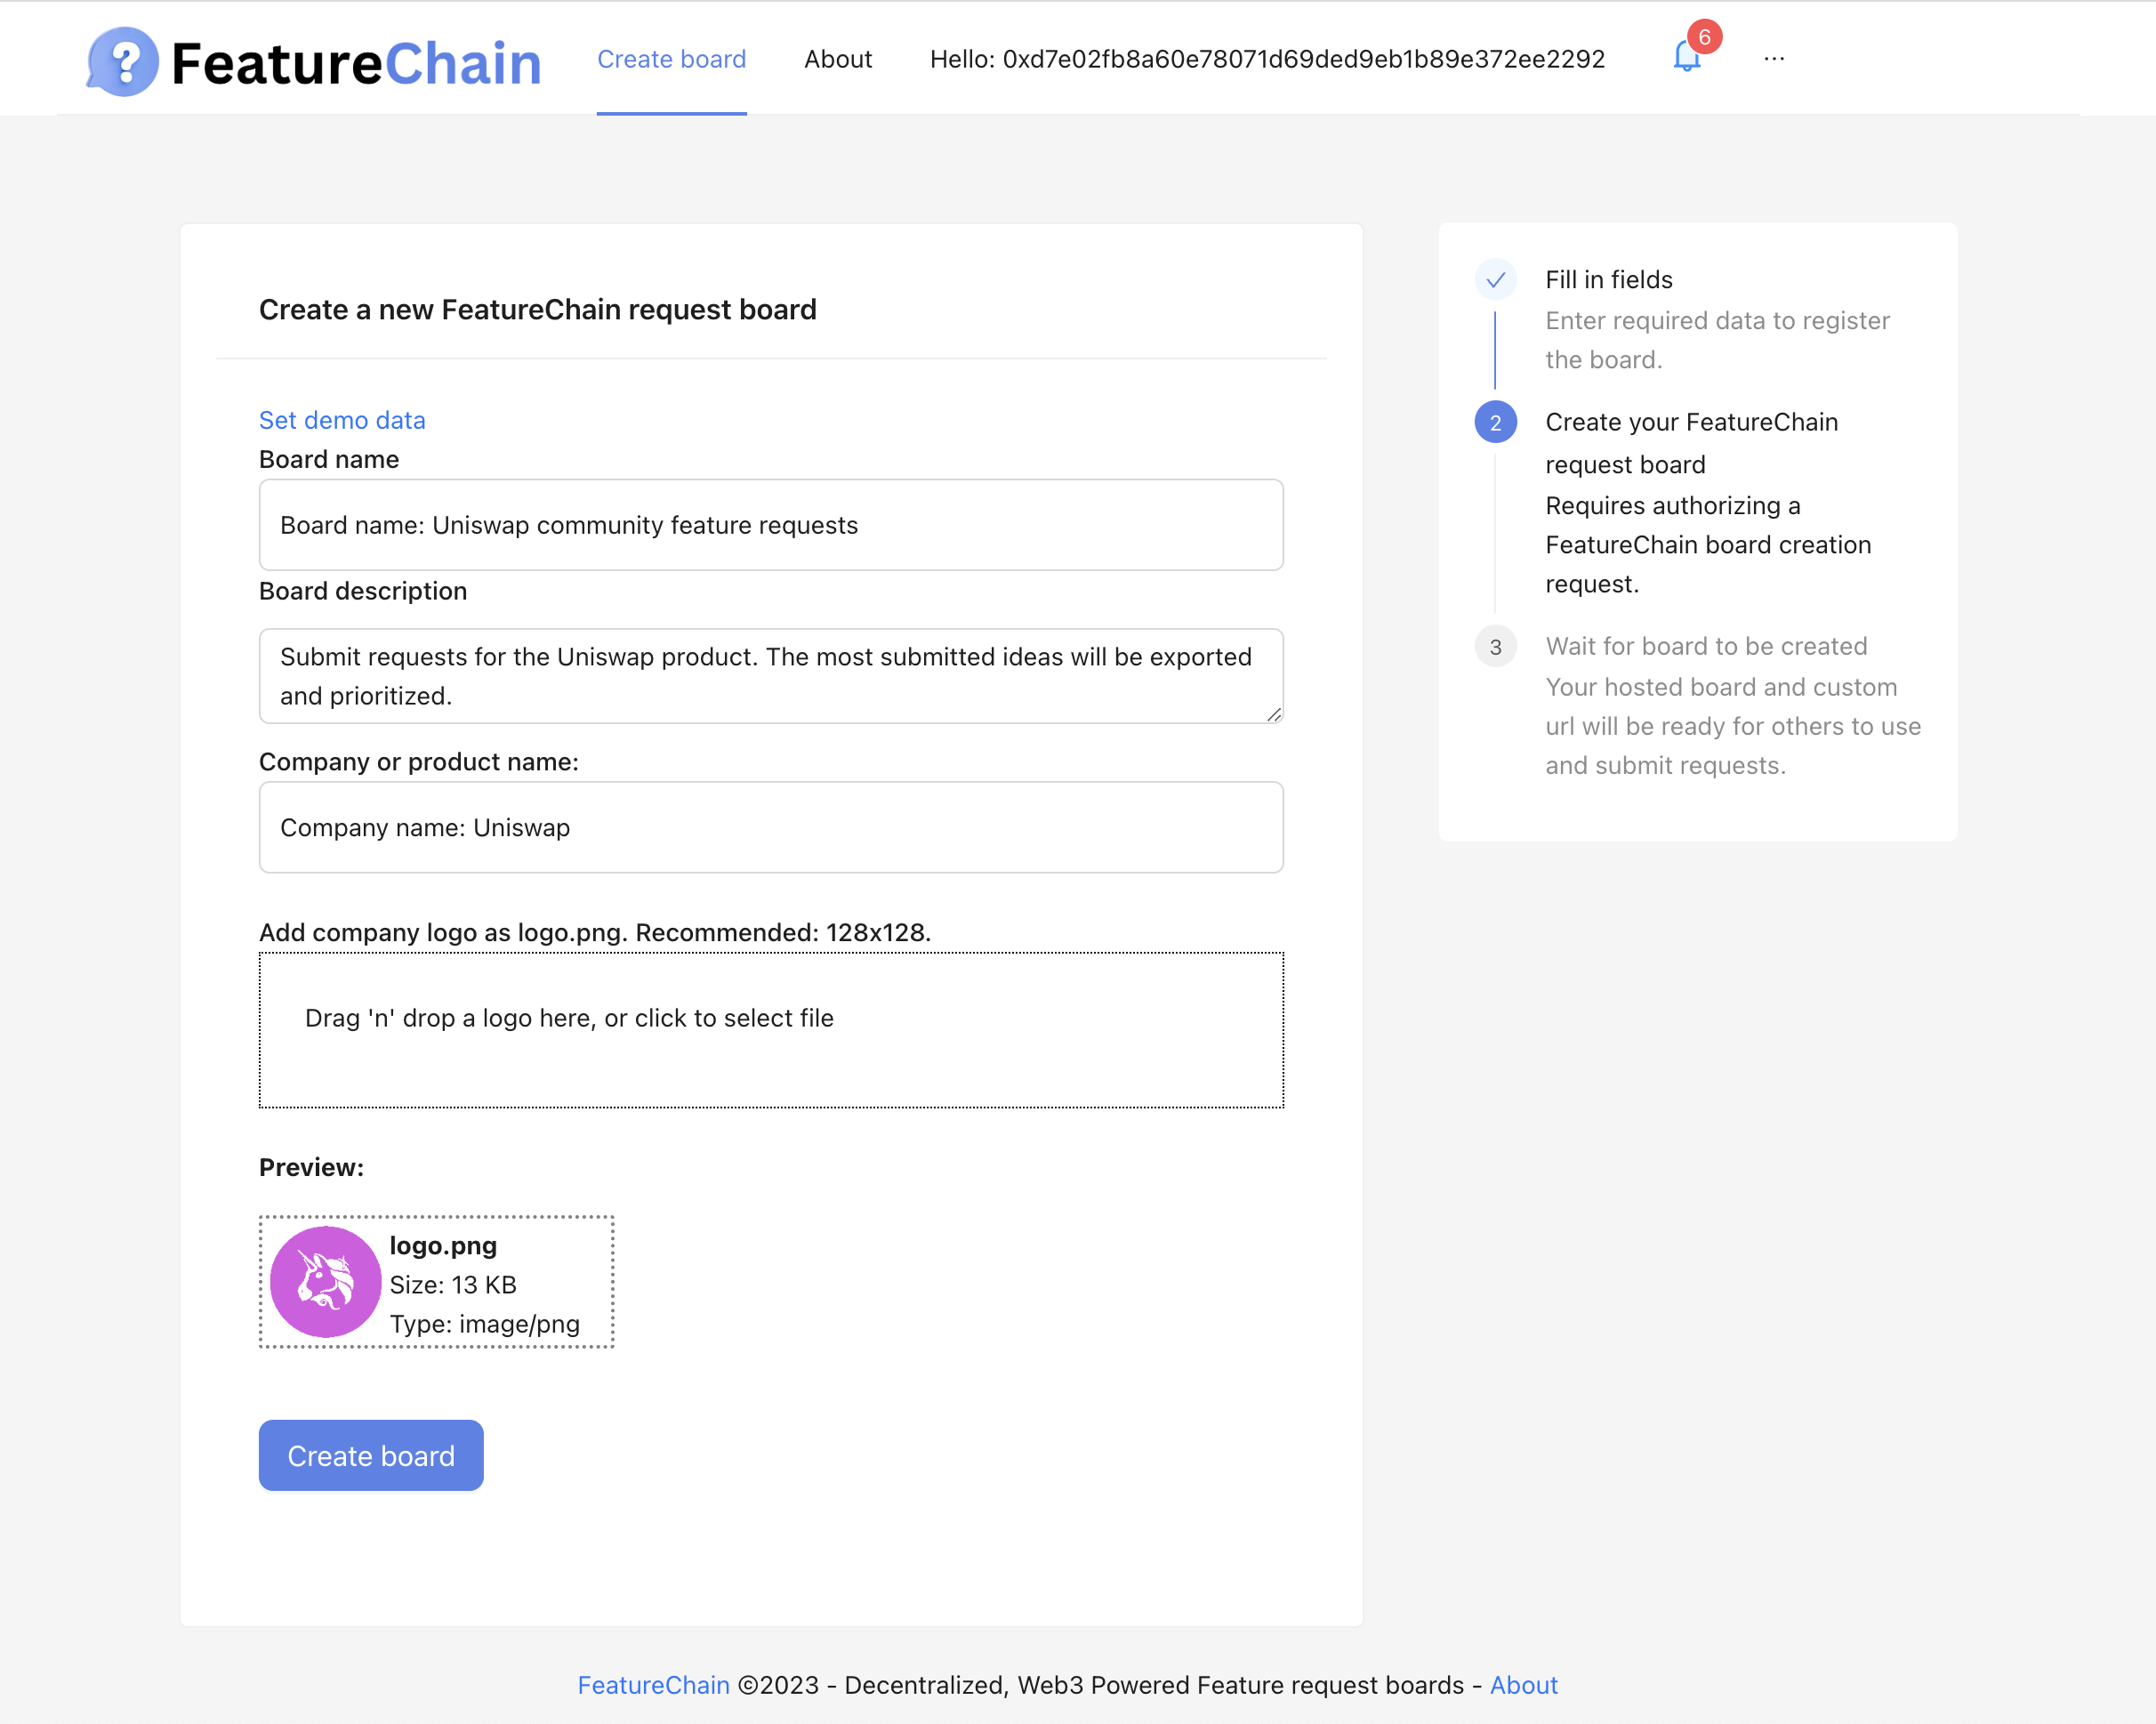 ? FeatureChain
Create board
About
Hello: 0xd7e02fb8a60e78071d69ded9eb1b89e372ee2292
6
...
Create a new FeatureChain request board
Set demo data
Board name
Board name: Uniswap community feature requests
Board description
Submit requests for the Uniswap product. The most submitted ideas will be exported
and prioritized.
Company or product name:
Company name: Uniswap
Add company logo as logo.png. Recommended: 128x128.
Drag 'n' drop a logo here, or click to select file
Preview:
logo.png
Size: 13 KB
Type: image/png
Create board
Fill in fields
Enter required data to register
the board.
2
Create your FeatureChain
request board
Requires authorizing a
FeatureChain board creation
request.
3
Wait for board to be created
Your hosted board and custom
url will be ready for others to use
and submit requests.
FeatureChain ©2023 - Decentralized, Web3 Powered Feature request boards - About